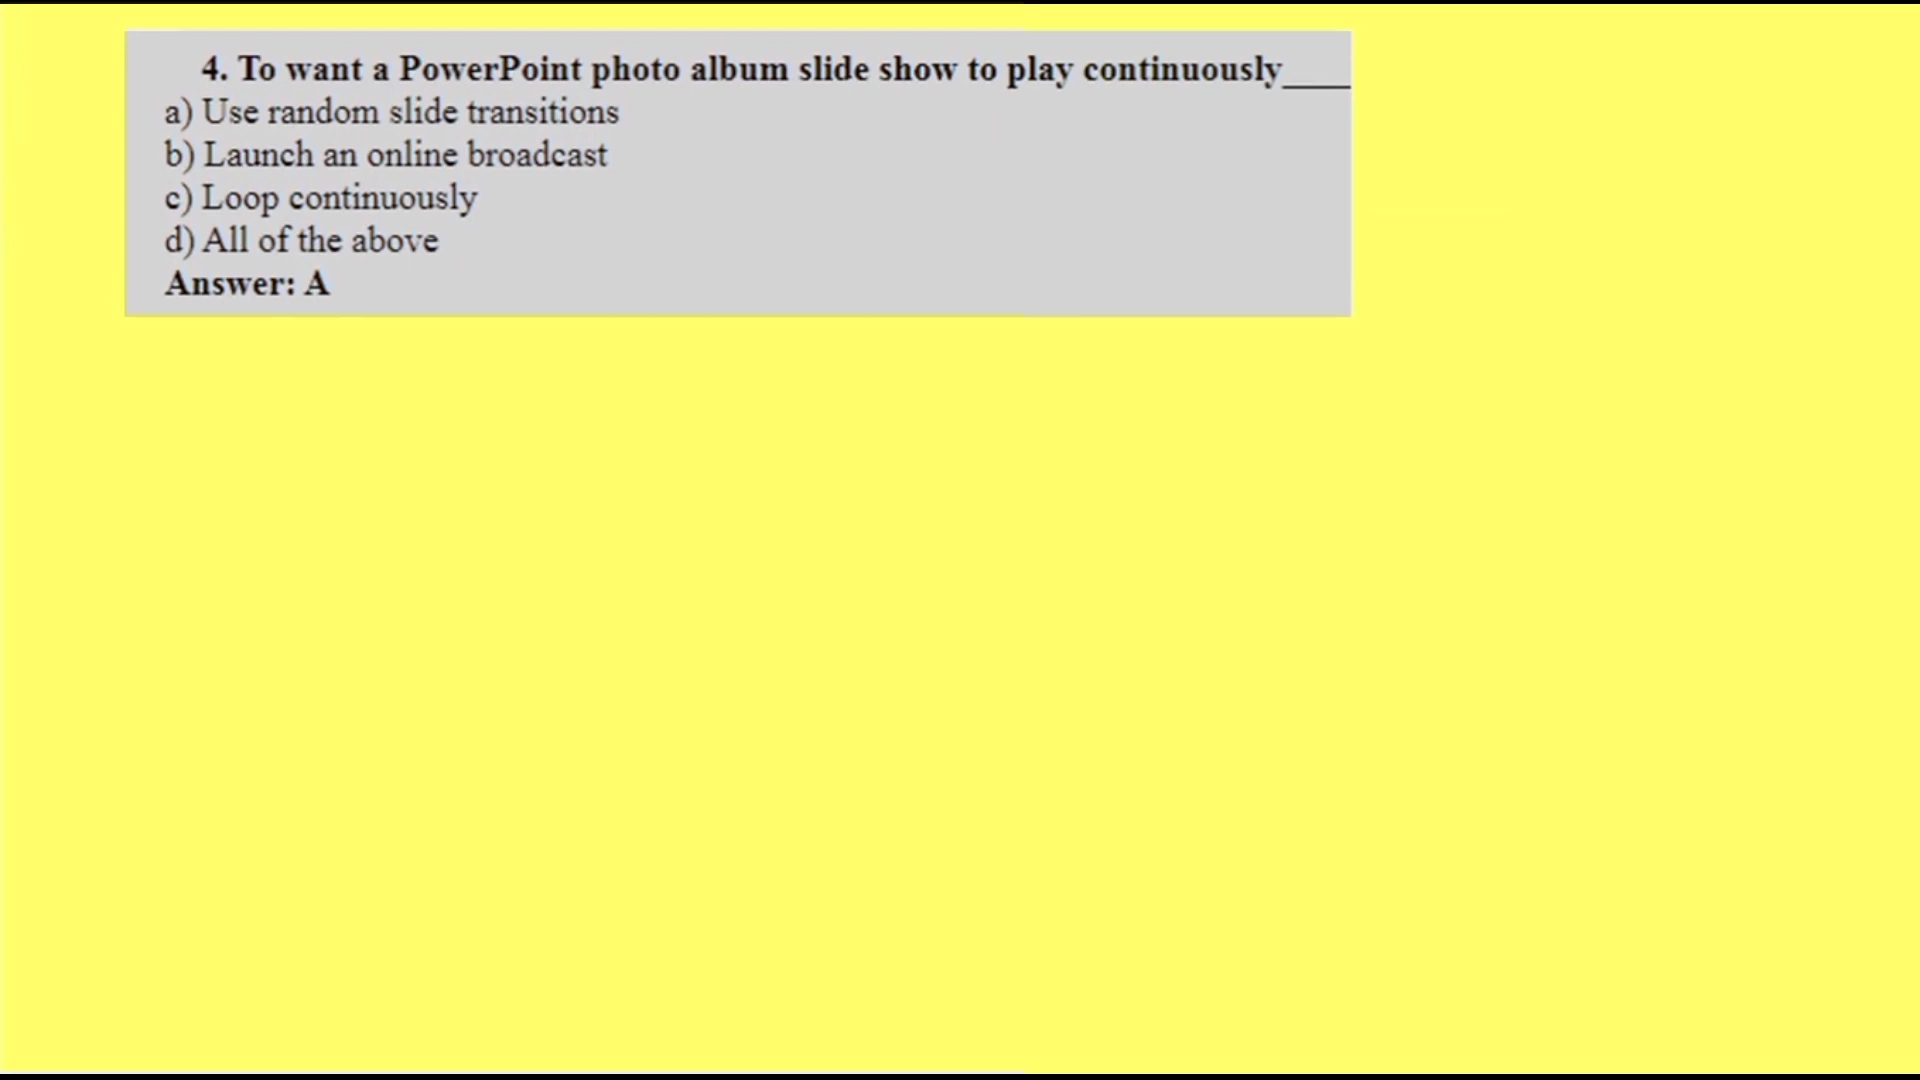 4. To want a PowerPoint photo album slide show to play continuously____
a) Use random slide transitions
b) Launch an online broadcast
c) Loop continuously
d) All of the above
Answer: A